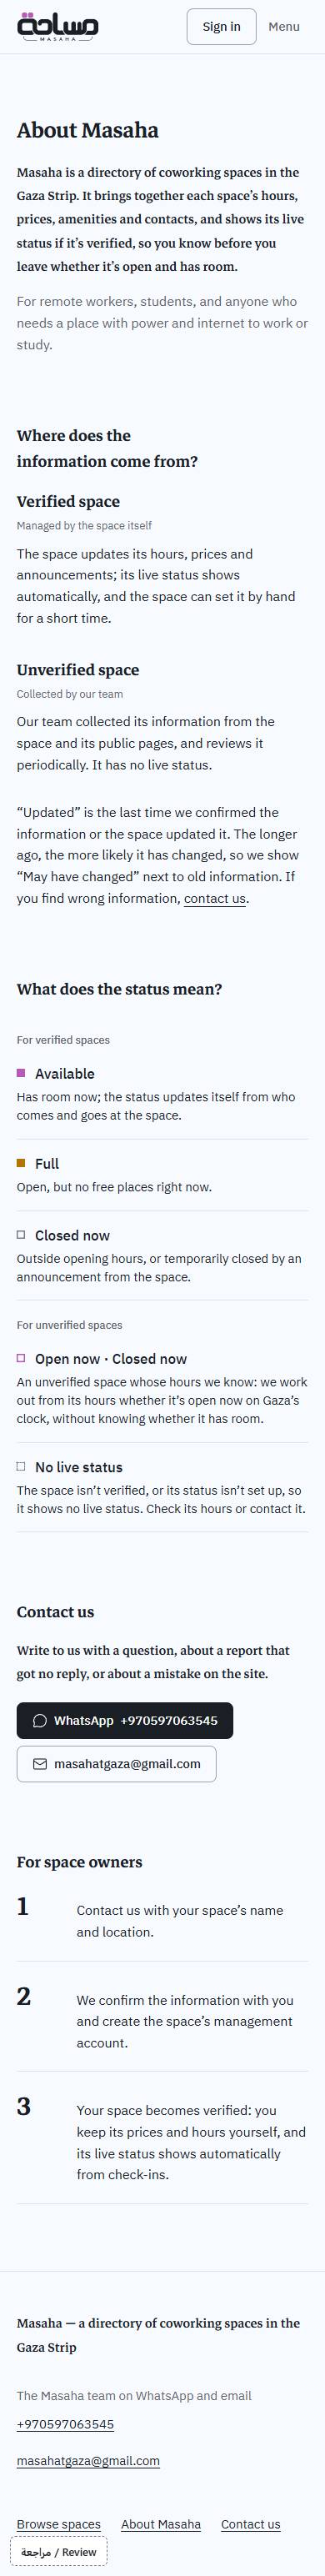 مساحة
MASAHA
Sign in
Menu
About Masaha
Masaha is a directory of coworking spaces in the
Gaza Strip. It brings together each space’s hours,
prices, amenities and contacts, and shows its live
status if it’s verified, so you know before you
leave whether it’s open and has room.
For remote workers, students, and anyone who
needs a place with power and internet to work or
study.
Where does the
information come from?
Verified space
Managed by the space itself
The space updates its hours, prices and
announcements; its live status shows
automatically, and the space can set it by hand
for a short time.
Unverified space
Collected by our team
Our team collected its information from the
space and its public pages, and reviews it
periodically. It has no live status.
“Updated” is the last time we confirmed the
information or the space updated it. The longer
ago, the more likely it has changed, so we show
“May have changed” next to old information. If
you find wrong information, contact us.
What does the status mean?
For verified spaces
Available
Has room now; the status updates itself from who
comes and goes at the space.
Full
Open, but no free places right now.
Closed now
Outside opening hours, or temporarily closed by an
announcement from the space.
For unverified spaces
Open now · Closed now
An unverified space whose hours we know: we work
out from its hours whether it’s open now on Gaza’s
clock, without knowing whether it has room.
No live status
The space isn’t verified, or its status isn’t set up, so
it shows no live status. Check its hours or contact it.
Contact us
Write to us with a question, about a report that
got no reply, or about a mistake on the site.
WhatsApp +970597063545
masahatgaza@gmail.com
For space owners
1
Contact us with your space’s name
and location.
2
We confirm the information with you
and create the space’s management
account.
3
Your space becomes verified: you
keep its prices and hours yourself, and
its live status shows automatically
from check-ins.
Masaha — a directory of coworking spaces in the
Gaza Strip
The Masaha team on WhatsApp and email
+970597063545
masahatgaza@gmail.com
Browse spaces
About Masaha
Contact us
مراجعة / Review